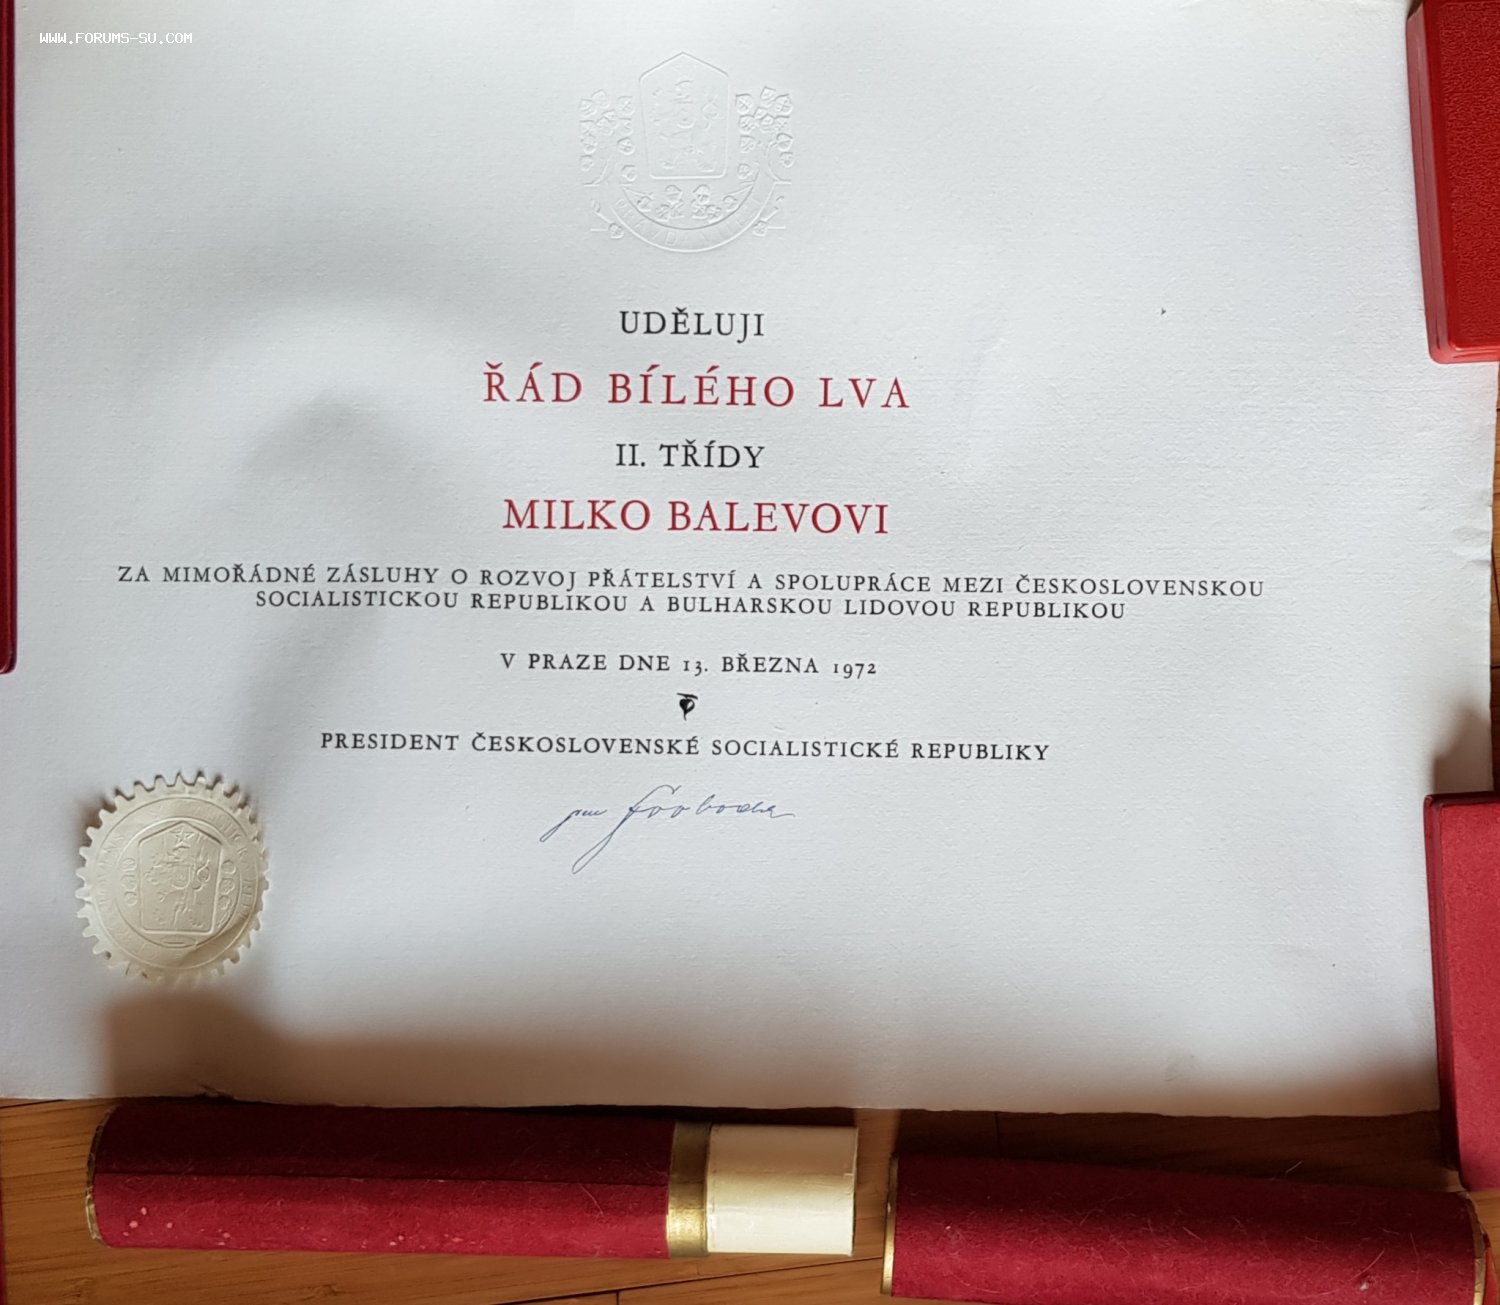 WWW.FORUMS-SU.COM
UDĚLUJI
ŘÁD BÍLÉHO LVA
II. TŘÍDY
MILKO BALEVOVI
ZA MIMOŘÁDNÉ ZÁSLUHY O ROZVOJ PŘÁTELSTVÍ A SPOLUPRÁCE MEZI ČESKOSLOVENSKOU
SOCIALISTICKOU REPUBLIKOU A BULHARSKOU LIDOVOU REPUBLIKOU
V PRAZE DNE 13. BŘEZNA 1972
PRESIDENT ČESKOSLOVENSKÉ SOCIALISTICKÉ REPUBLIKY
Svoboda